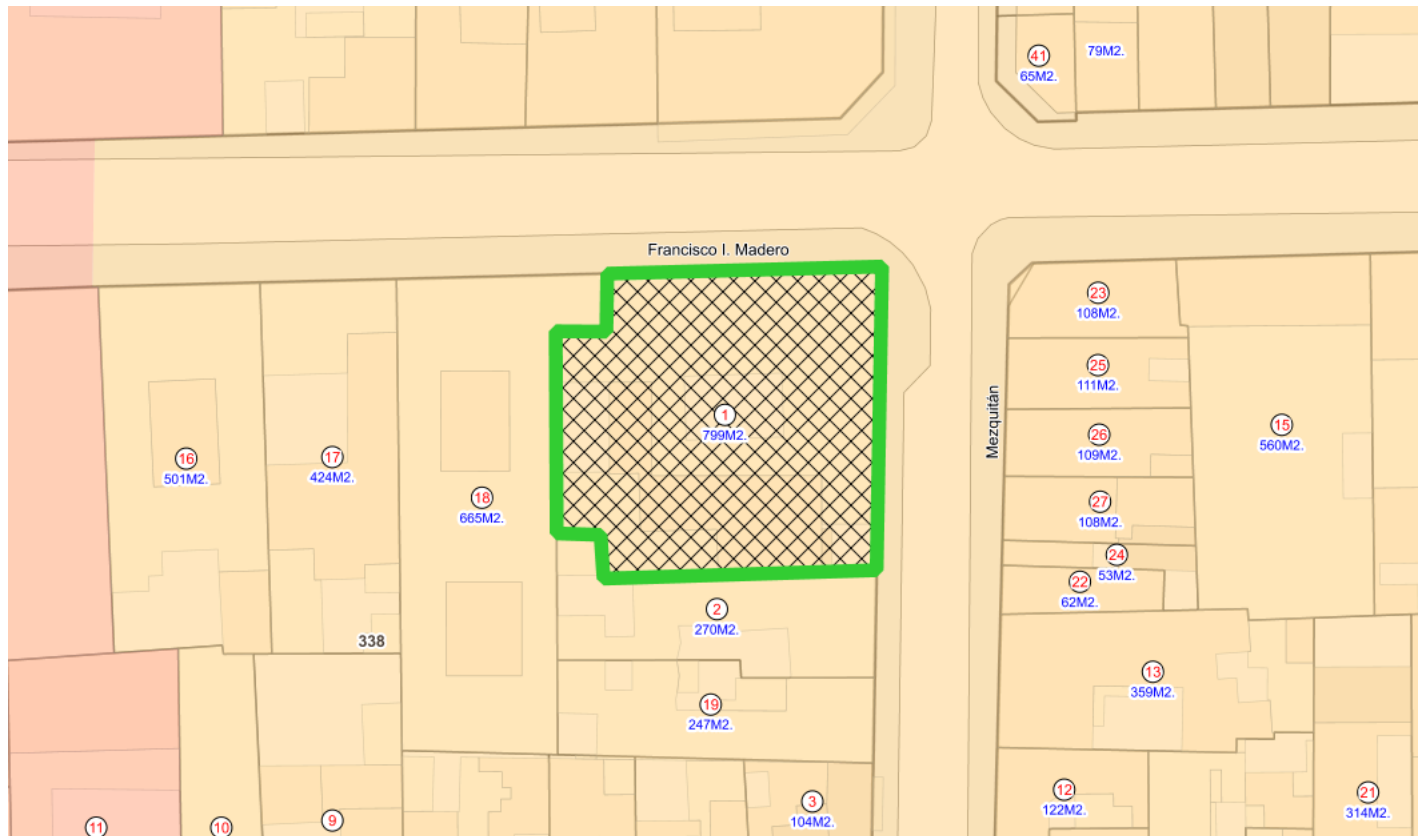 41
65M2.
79M2.
Francisco I. Madero
23
108M2.
25
111M2.
Mezquitán
1
799M2.
26
109M2.
15
560M2.
16
501M2.
17
424M2.
18
665M2.
27
108M2.
24
53M2.
22
62M2.
2
270M2.
338
13
359M2.
19
247M2.
12
122M2.
21
314M2.
3
104M2.
11
10
9